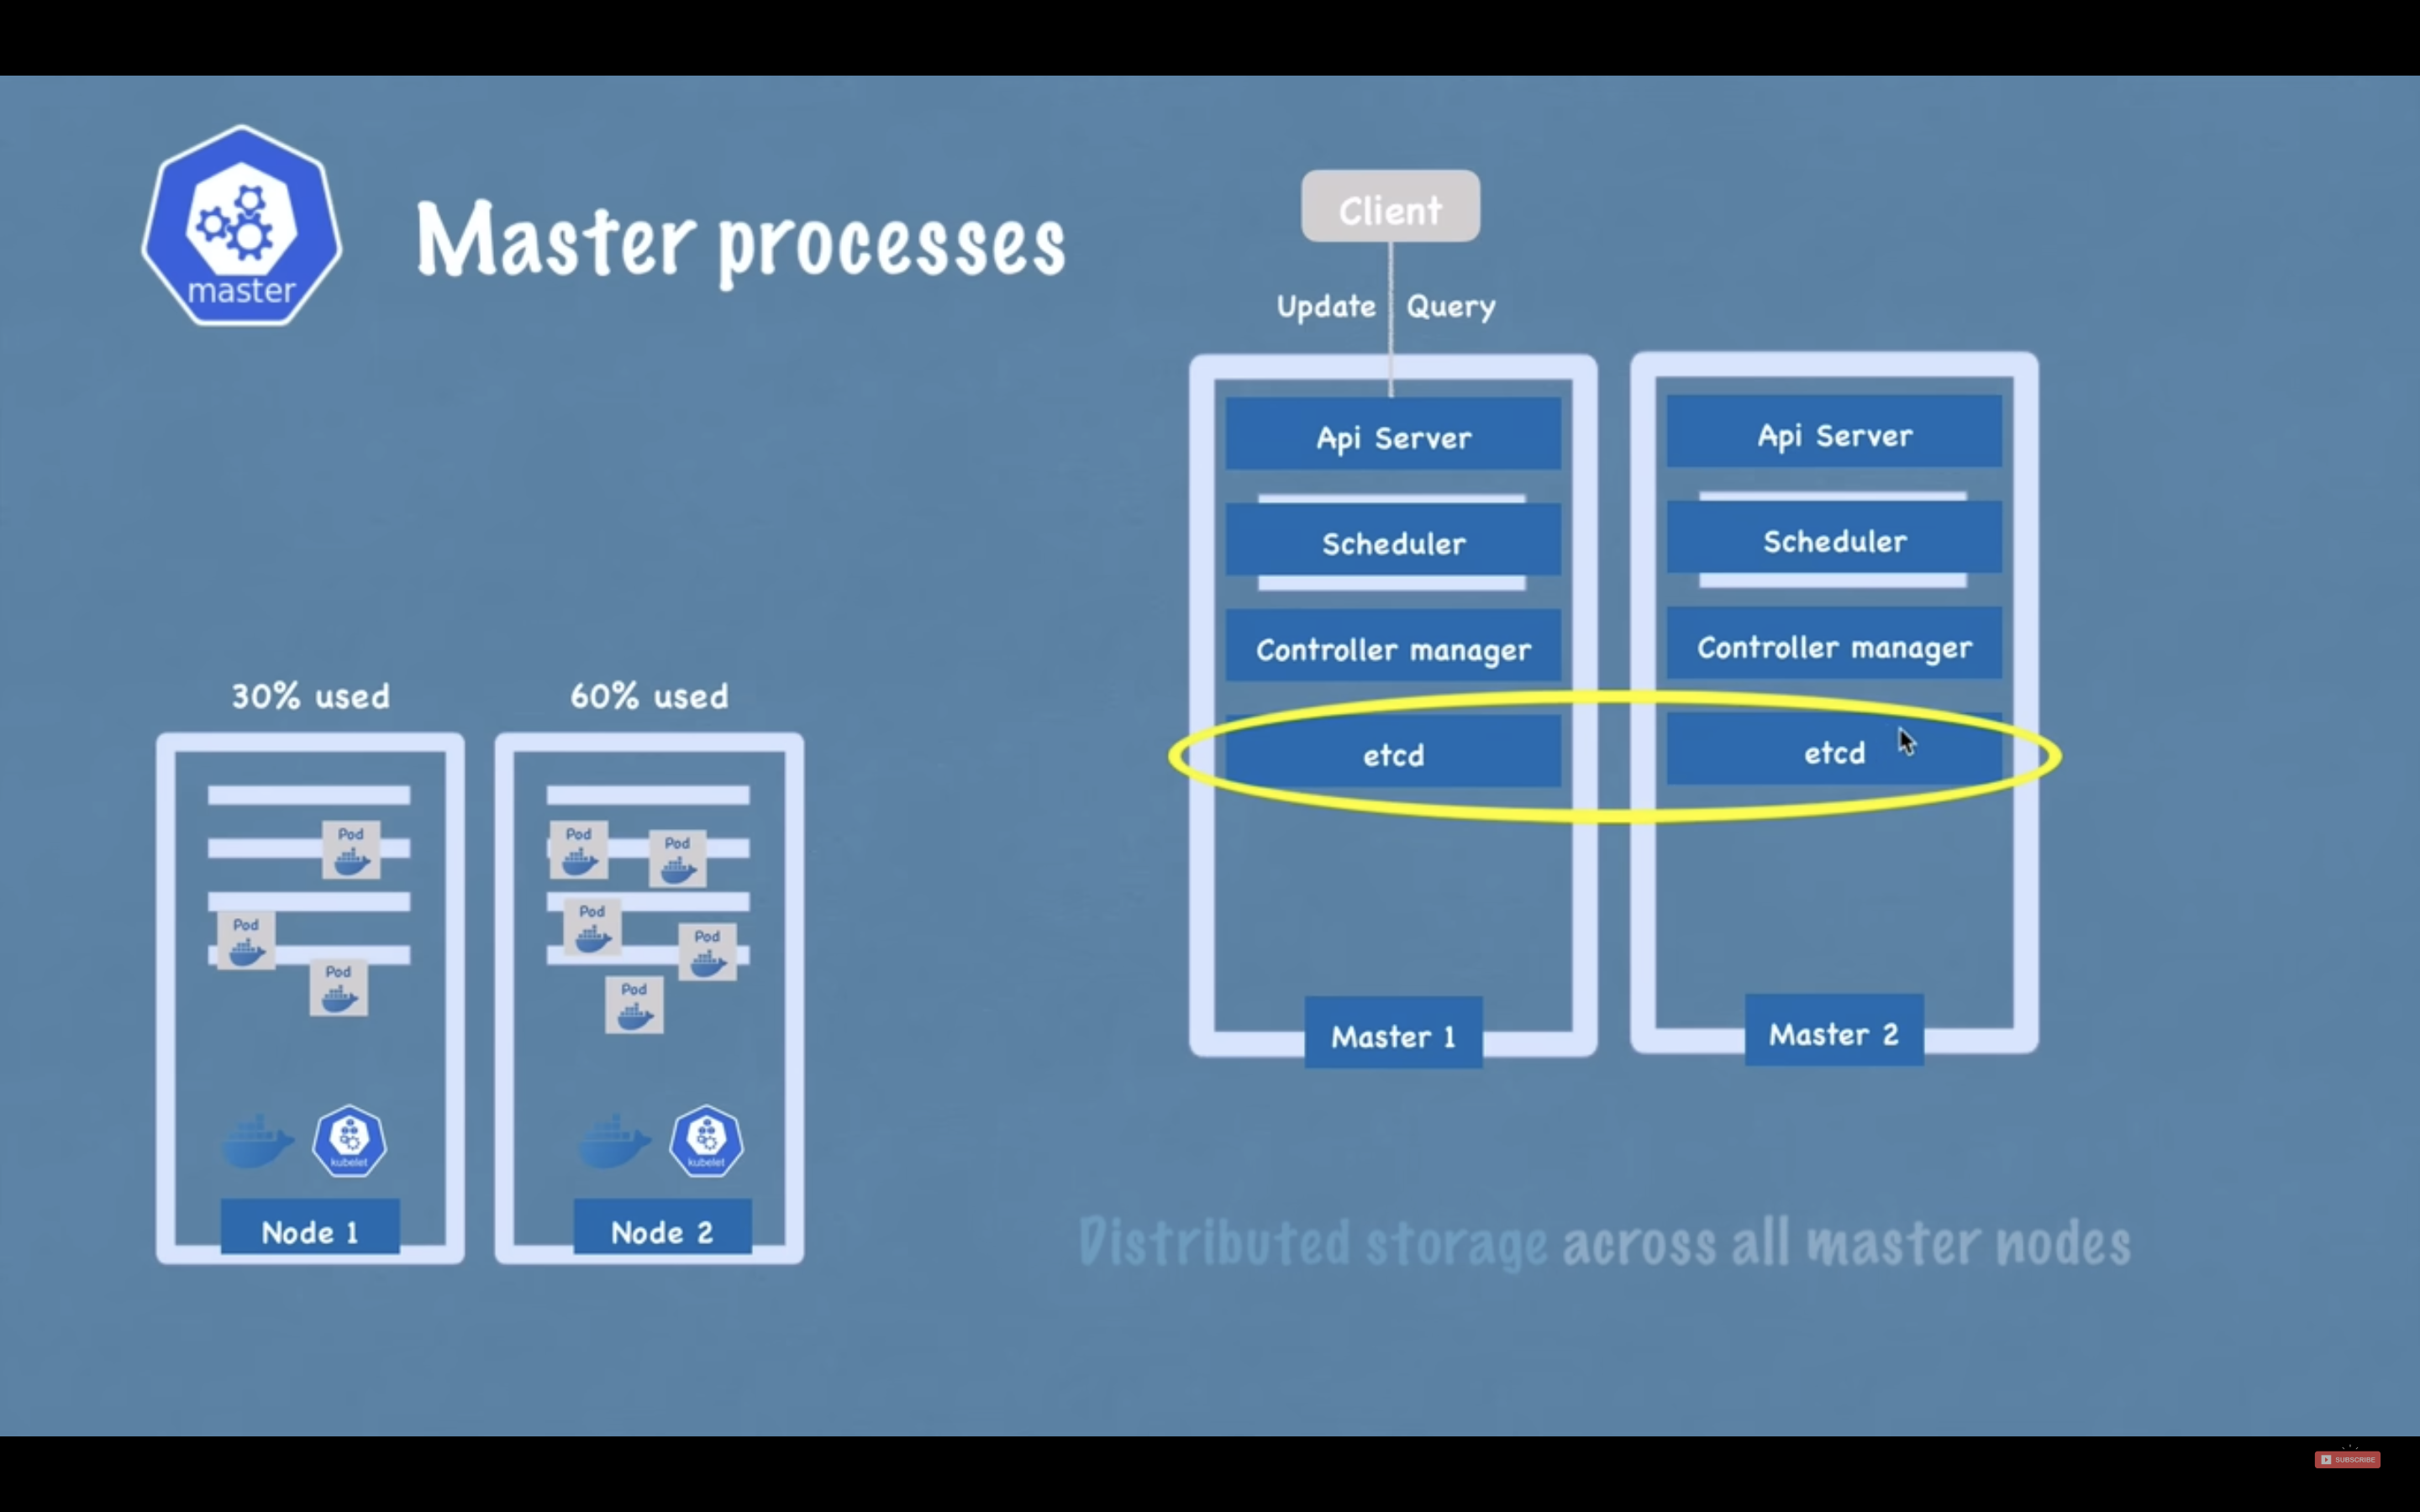 master
Master processes
Client
Update Query
Api Server
Scheduler
Controller manager
etcd
Master 1
Api Server
Scheduler
Controller manager
etcd
Master 2
30% used
Pod
Pod
Pod
kubelet
Node 1
60% used
Pod
Pod
Pod
Pod
Pod
kubelet
Node 2
Distributed storage across all master nodes
SUBSCRIBE